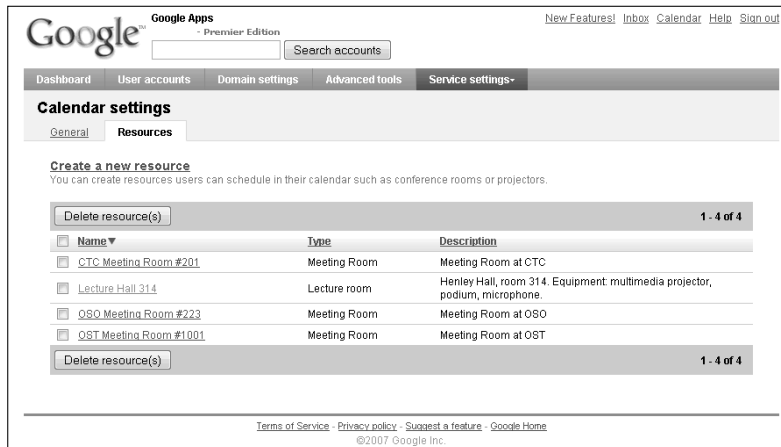 Google™ Google Apps
- Premier Edition
New Features! Inbox Calendar Help Sign out
Search accounts
Dashboard User accounts Domain settings Advanced tools Service settings
Calendar settings
General Resources
Create a new resource
You can create resources users can schedule in their calendar such as conference rooms or projectors.
Delete resource(s) 1 - 4 of 4
Name▼ Type Description
CTC Meeting Room #201 Meeting Room Meeting Room at CTC
Lecture Hall 314 Lecture room Henley Hall, room 314. Equipment: multimedia projector,
podium, microphone.
OSO Meeting Room #223 Meeting Room Meeting Room at OSO
OST Meeting Room #1001 Meeting Room Meeting Room at OST
Delete resource(s) 1 - 4 of 4
Terms of Service - Privacy policy - Suggest a feature - Google Home
©2007 Google Inc.